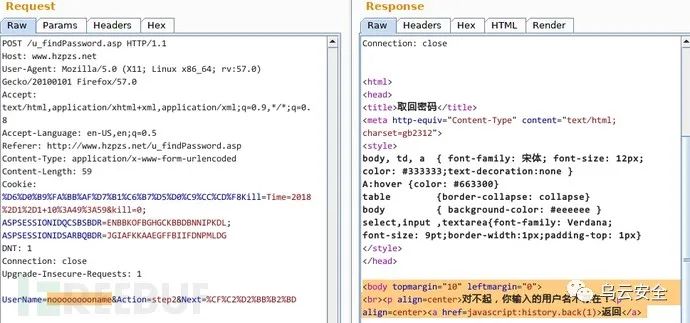 Request
Raw
Params
Headers
Hex
POST /u_findPassword.asp HTTP/1.1
Host: www.hzpzs.net
User-Agent: Mozilla/5.0 (X11; Linux x86_64; rv:57.0)
Gecko/20100101 Firefox/57.0
Accept:
text/html,application/xhtml+xml,application/xml;q=0.9,*/*;q=0.
8
Accept-Language: en-US,en;q=0.5
Referer: http://www.hzpzs.net/u_findPassword.asp
Content-Type: application/x-www-form-urlencoded
Content-Length: 59
Cookie:
%D6%D0%B9%FA%BB%AF%D7%B1%C6%B7%D5%D0%C9%CC%CD%F8Kill=Time=2018
%2D1%2D1+10%3A49%3A59&kill=0;
ASPSESSIONIDQCSBSBDR=ENBBKOFBGHGCKBBDBNNIPKDL;
ASPSESSIONIDSARBQBDR=JGIAFKKAAEGFFBIIFDNPMLDG
DNT: 1
Connection: close
Upgrade-Insecure-Requests: 1
UserName=nooooooooname&Action=step2&Next=%CF%C2%D2%BB%B2%BD
REEBUF
Response
Raw
Headers
Hex
HTML
Render
Connection: close
<html>
<head>
<title>取回密码</title>
<meta http-equiv="Content-Type" content="text/html;
charset=gb2312">
<style>
body, td, a  { font-family: 宋体; font-size: 12px;
color: #333333;text-decoration:none }
A:hover {color: #663300}
table        {border-collapse: collapse}
body         { background-color: #eeeeee }
select,input ,textarea{font-family: Verdana;
font-size: 9pt;border-width:1px;padding-top: 1px}
</style>
</head>
<body topmargin="10" leftmargin="0">
<br><p align=center>对不起，你输入的用户名不存在！<p
align=center><a href=javascript:history.back(1)>返回</a>
乌云安全